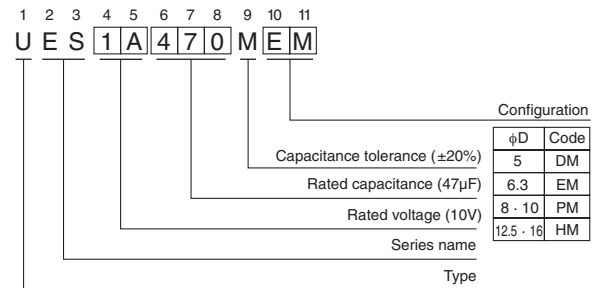 1 2 3 4 5 6 7 8 9 10 11
U E S 1 A 4 7 0 M E M
Configuration
φD Code
5 DM
6.3 EM
8 · 10 PM
12.5 · 16 HM
Capacitance tolerance (±20%)
Rated capacitance (47µF)
Rated voltage (10V)
Series name
Type